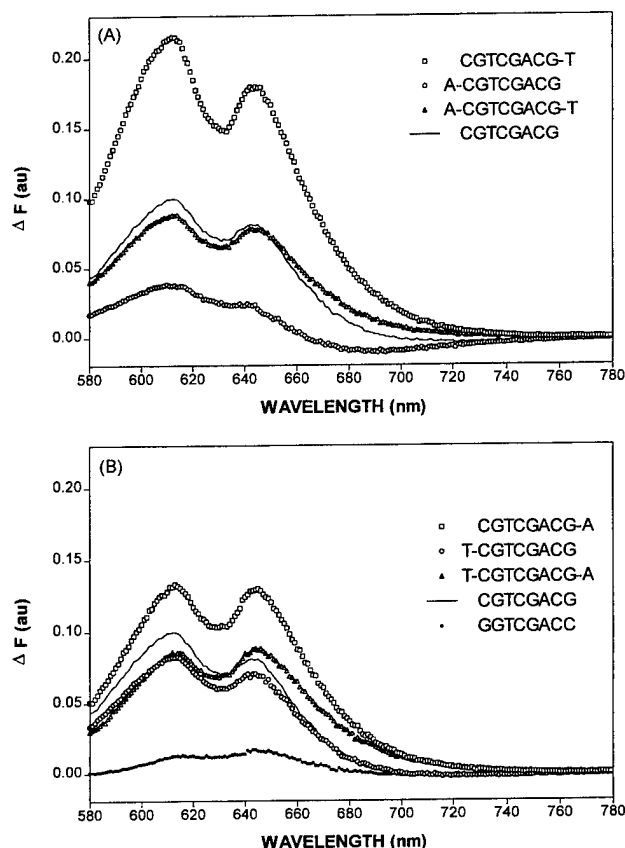 (A)
0.20
0.15
0.10
0.05
0.00
Δ F (au)
CGTCGACG-T
A-CGTCGACG
A-CGTCGACG-T
CGTCGACG
580 600 620 640 660 680 700 720 740 760 780
WAVELENGTH (nm)
(B)
0.20
0.15
0.10
0.05
0.00
Δ F (au)
CGTCGACG-A
T-CGTCGACG
T-CGTCGACG-A
CGTCGACG
GGTCGACC
580 600 620 640 660 680 700 720 740 760 780
WAVELENGTH (nm)